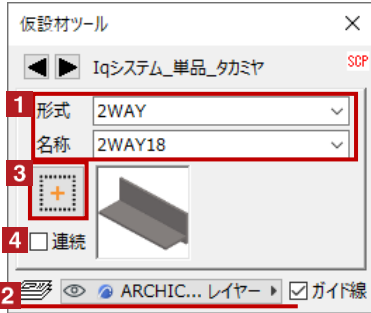 仮設材ツール
Iqシステム_単品_タカミヤ
SCP
1 形式 2WAY
名称 2WAY18
3
4 連続
2 ARCHIC... レイヤー ガイド線